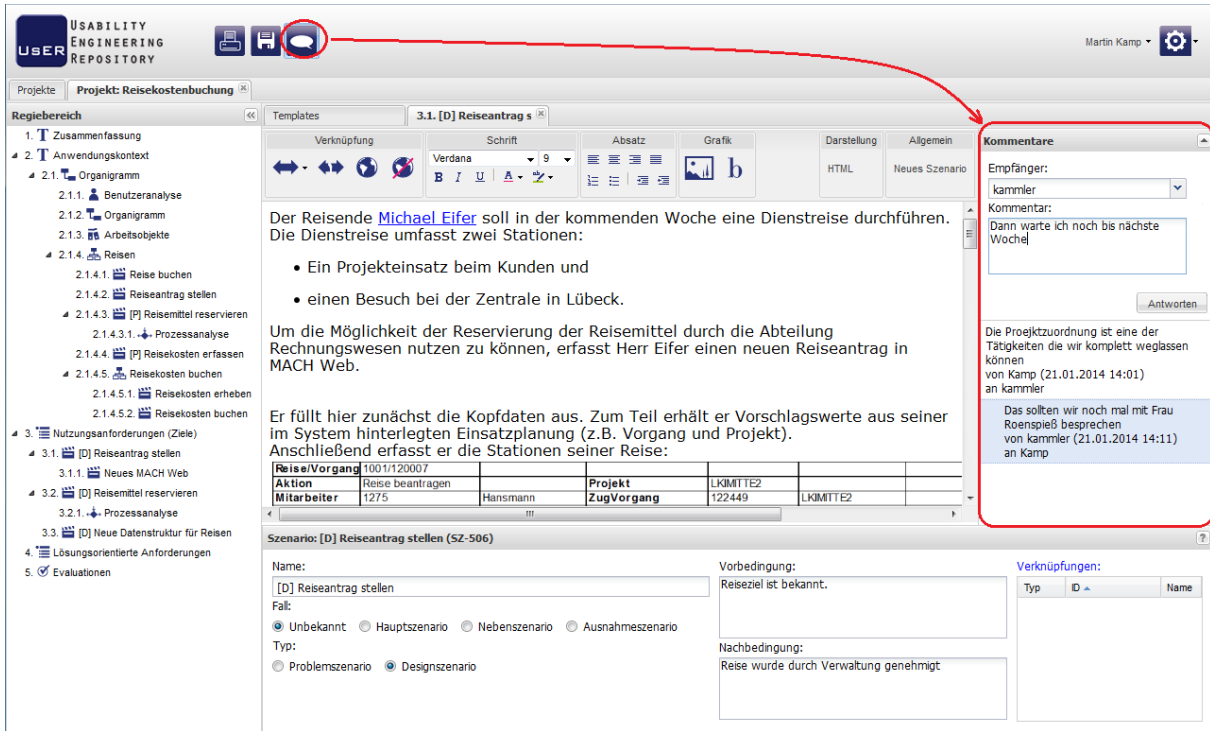 USABILITY
ENGINEERING
REPOSITORY
UsER
Martin Kamp
Projekte
Projekt: Reisekostenbuchung
Regiebereich
1. T Zusammenfassung
2. T Anwendungskontext
2.1. Organigramm
2.1.1. Benutzeranalyse
2.1.2. Organigramm
2.1.3. Arbeitsobjekte
2.1.4. Reisen
2.1.4.1. Reise buchen
2.1.4.2. Reiseantrag stellen
2.1.4.3. [P] Reisemittel reservieren
2.1.4.3.1. Prozessanalyse
2.1.4.4. [P] Reisekosten erfassen
2.1.4.5. Reisekosten buchen
2.1.4.5.1. Reisekosten erheben
2.1.4.5.2. Reisekosten buchen
3. Nutzungsanforderungen (Ziele)
3.1. [D] Reiseantrag stellen
3.1.1. Neues MACH Web
3.2. [D] Reisemittel reservieren
3.2.1. Prozessanalyse
3.3. [D] Neue Datenstruktur für Reisen
4. Lösungsorientierte Anforderungen
5. Evaluationen
Templates
3.1. [D] Reiseantrag s
Verknüpfung
Schrift
Absatz
Grafik
Darstellung
Allgemein
Verdana
9
B I U A
b
HTML
Neues Szenario
Der Reisende Michael Eifer soll in der kommenden Woche eine Dienstreise durchführen.
Die Dienstreise umfasst zwei Stationen:
• Ein Projekteinsatz beim Kunden und
• einen Besuch bei der Zentrale in Lübeck.
Um die Möglichkeit der Reservierung der Reisemittel durch die Abteilung
Rechnungswesen nutzen zu können, erfasst Herr Eifer einen neuen Reiseantrag in
MACH Web.
Er füllt hier zunächst die Kopfdaten aus. Zum Teil erhält er Vorschlagswerte aus seiner
im System hinterlegten Einsatzplanung (z.B. Vorgang und Projekt).
Anschließend erfasst er die Stationen seiner Reise:
Reise/Vorgang 1001/120007
Aktion Reise beantragen Projekt LKIMITTE2
Mitarbeiter 1275 Hansmann ZugVorgang 122449 LKIMITTE2
Kommentare
Empfänger:
kammler
Kommentar:
Dann warte ich noch bis nächste
Woche
Antworten
Die Proejktzuordnung ist eine der
Tätigkeiten die wir komplett weglassen
können
von Kamp (21.01.2014 14:01)
an kammler
Das sollten wir noch mal mit Frau
Roenspieß besprechen
von kammler (21.01.2014 14:11)
an Kamp
Szenario: [D] Reiseantrag stellen (SZ-506)
?
Name:
[D] Reiseantrag stellen
Fall:
Unbekannt Hauptszenario Nebenszenario Ausnahmeszenario
Typ:
Problemszenario Designszenario
Vorbedingung:
Reiseziel ist bekannt.
Nachbedingung:
Reise wurde durch Verwaltung genehmigt
Verknüpfungen:
Typ ID Name